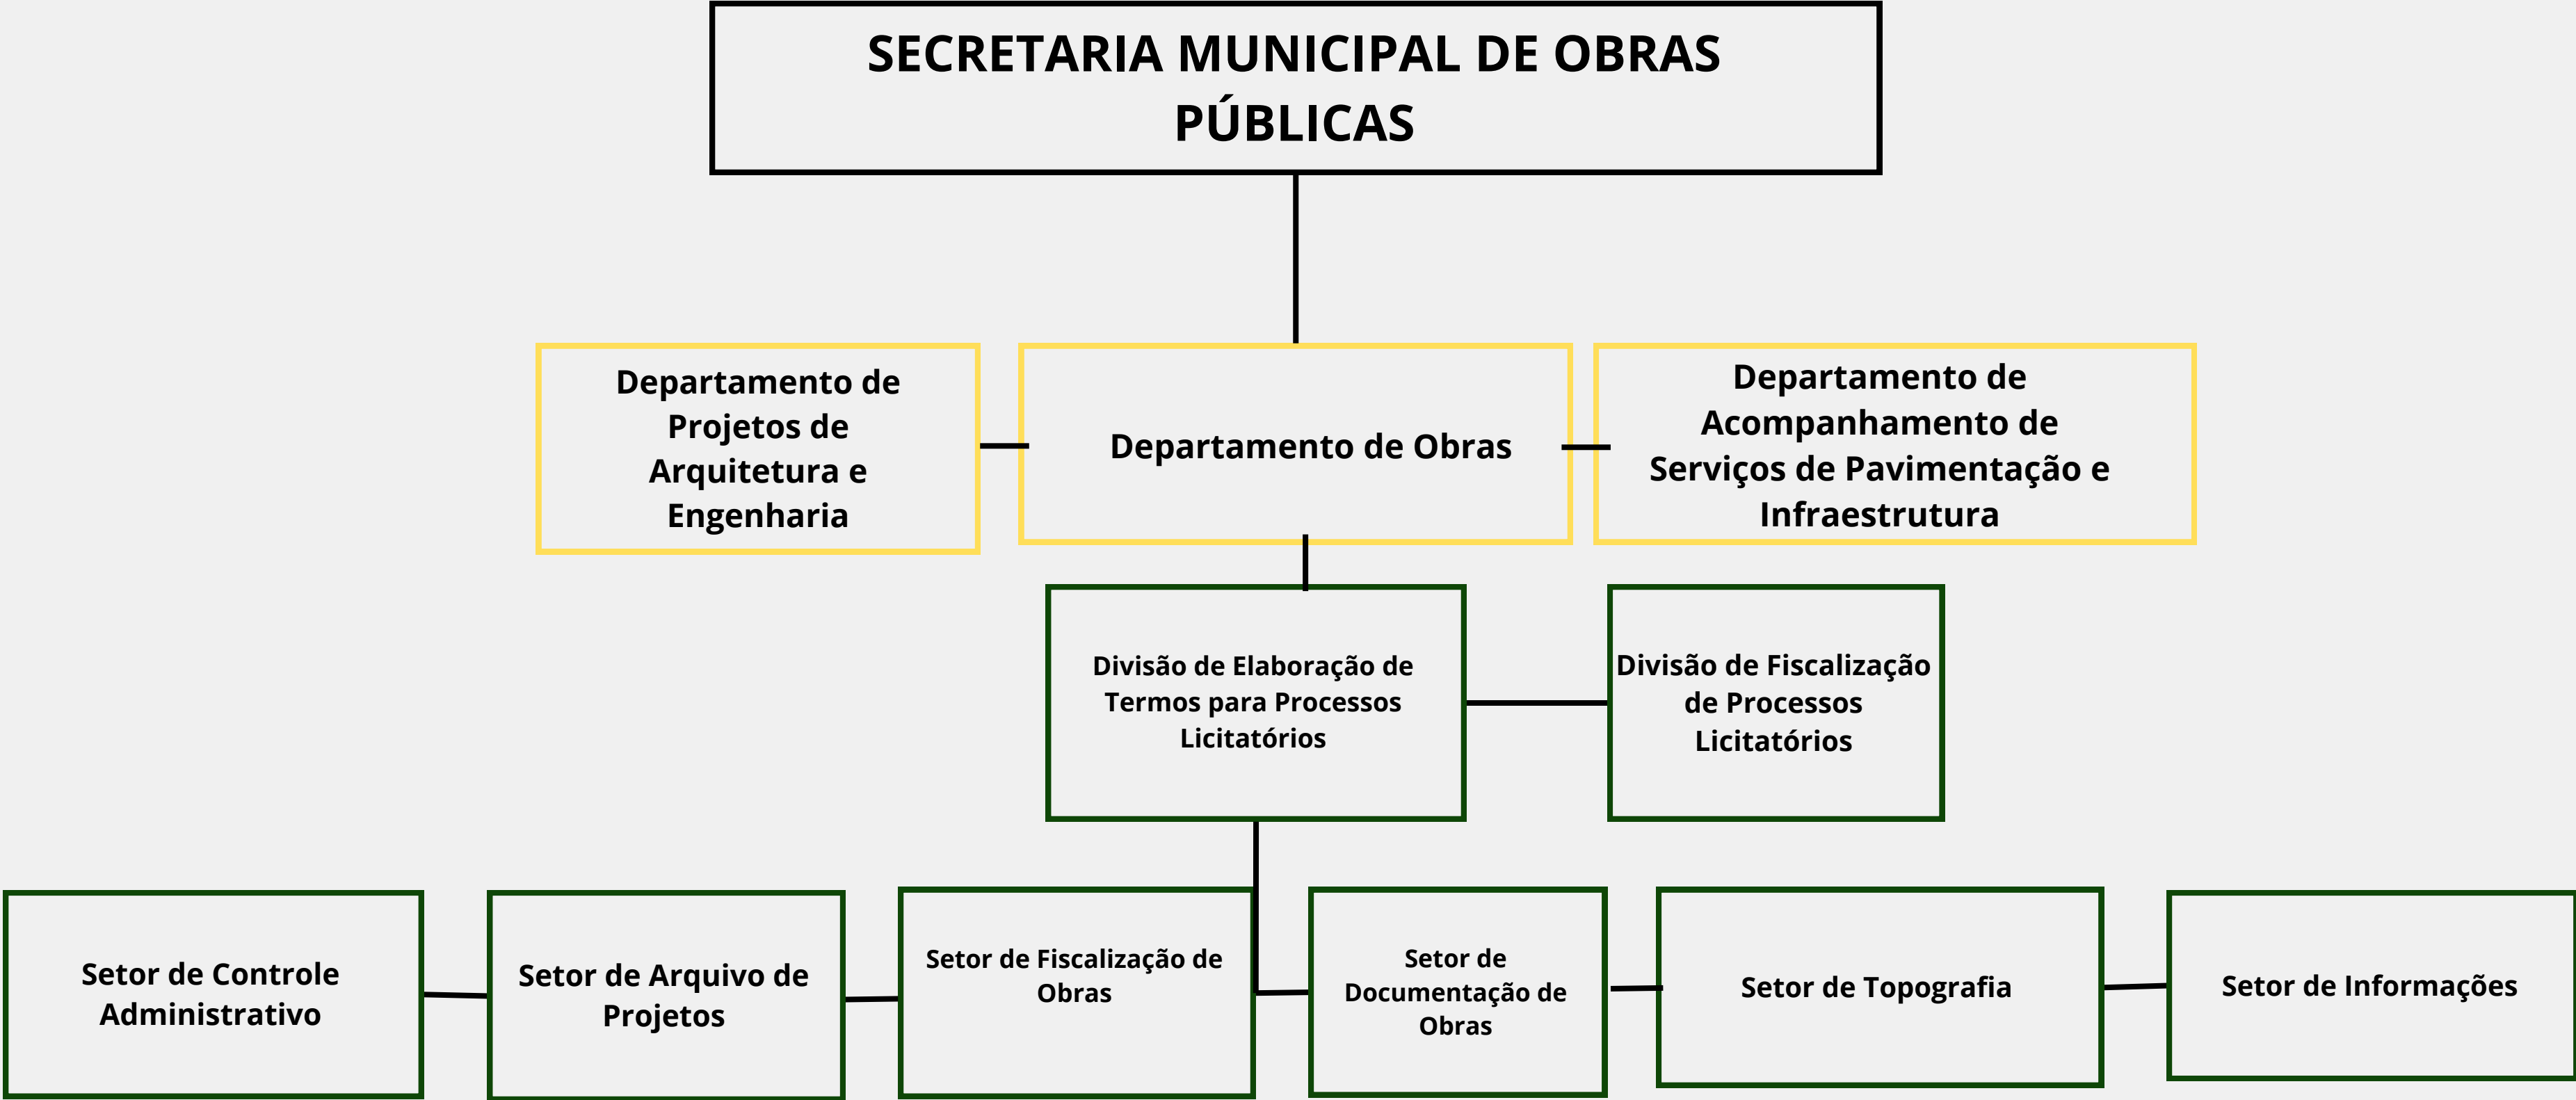 SECRETARIA MUNICIPAL DE OBRAS
PÚBLICAS
Departamento de
Projetos de
Arquitetura e
Engenharia
Departamento de Obras
Departamento de
Acompanhamento de
Serviços de Pavimentação e
Infraestrutura
Divisão de Elaboração de
Termos para Processos
Licitatórios
Divisão de Fiscalização
de Processos
Licitatórios
Setor de Controle
Administrativo
Setor de Arquivo de
Projetos
Setor de Fiscalização de
Obras
Setor de
Documentação de
Obras
Setor de Topografia
Setor de Informações